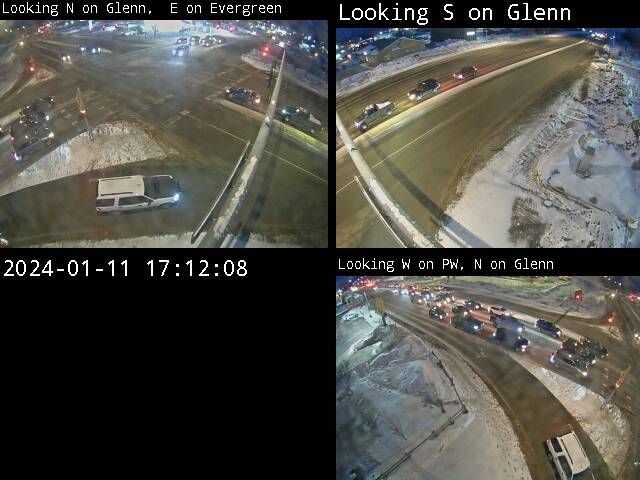 Looking N on Glenn, E on Evergreen
Looking S on Glenn
2024-01-11 17:12:08
Looking W on PW, N on Glenn